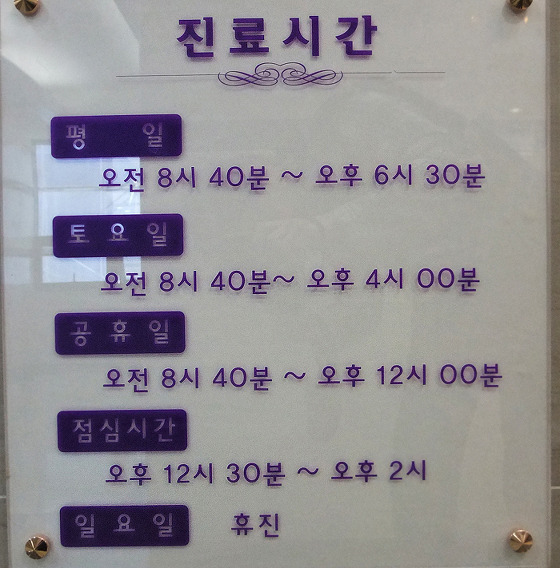 진료시간
평 일
오전 8시 40분 ~ 오후 6시 30분
토요일
오전 8시 40분~ 오후 4시 00분
공휴일
오전 8시 40분 ~ 오후 12시 00분
점심시간
오후 12시 30분 ~ 오후 2시
일요일 휴진